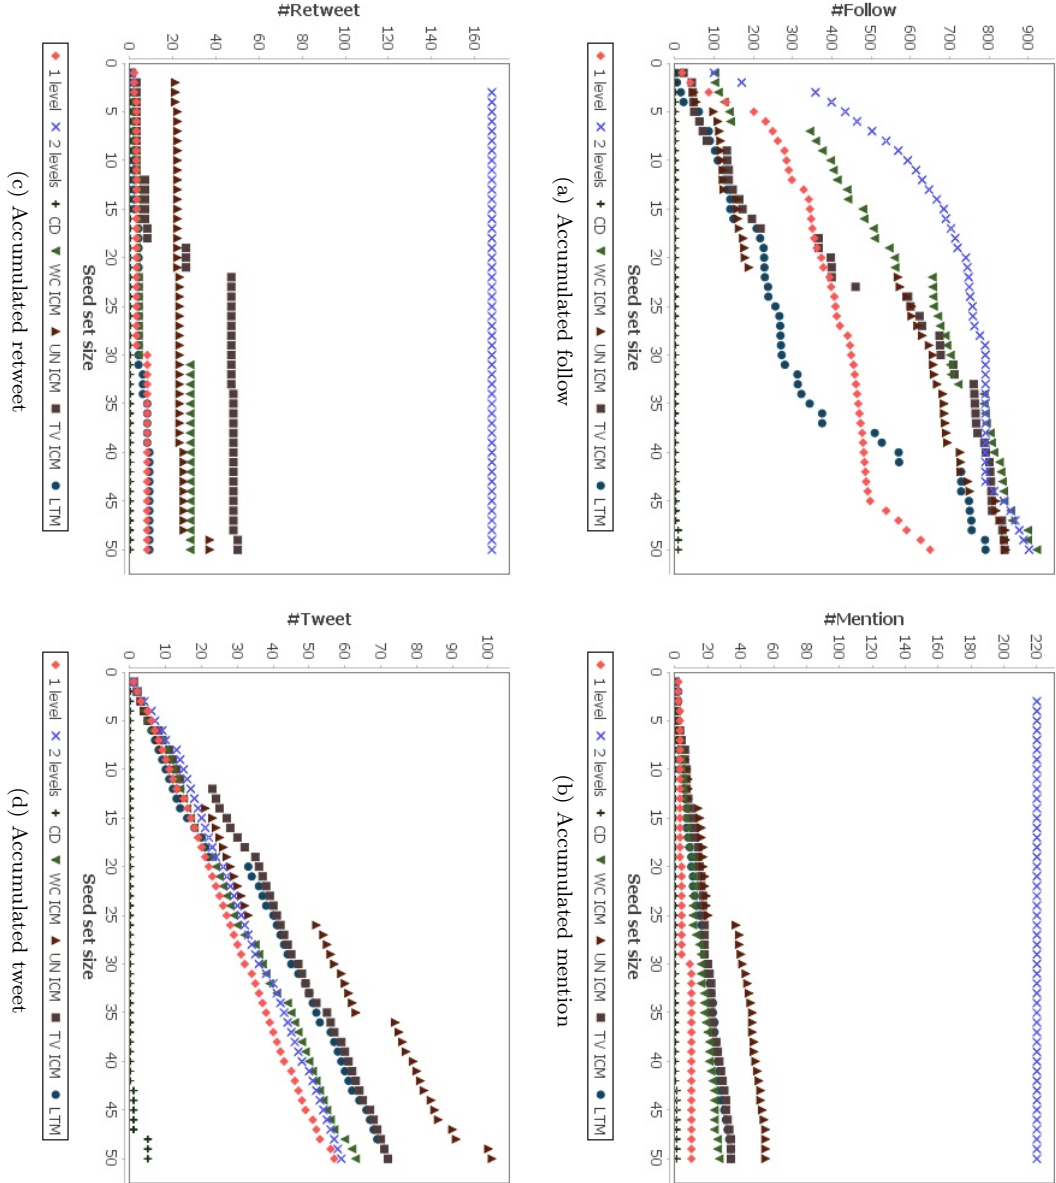 #Follow
900
800
700
600
500
400
300
200
100
0
0 5 10 15 20 25 30 35 40 45 50
Seed set size
1 level 2 levels CD WC ICM UN ICM TV ICM LTM
(a) Accumulated follow
#Mention
220
200
180
160
140
120
100
80
60
40
20
0
0 5 10 15 20 25 30 35 40 45 50
Seed set size
1 level 2 levels CD WC ICM UN ICM TV ICM LTM
(b) Accumulated mention
#Retweet
160
140
120
100
80
60
40
20
0
0 5 10 15 20 25 30 35 40 45 50
Seed set size
1 level 2 levels CD WC ICM UN ICM TV ICM LTM
(c) Accumulated retweet
#Tweet
100
90
80
70
60
50
40
30
20
10
0
0 5 10 15 20 25 30 35 40 45 50
Seed set size
1 level 2 levels CD WC ICM UN ICM TV ICM LTM
(d) Accumulated tweet